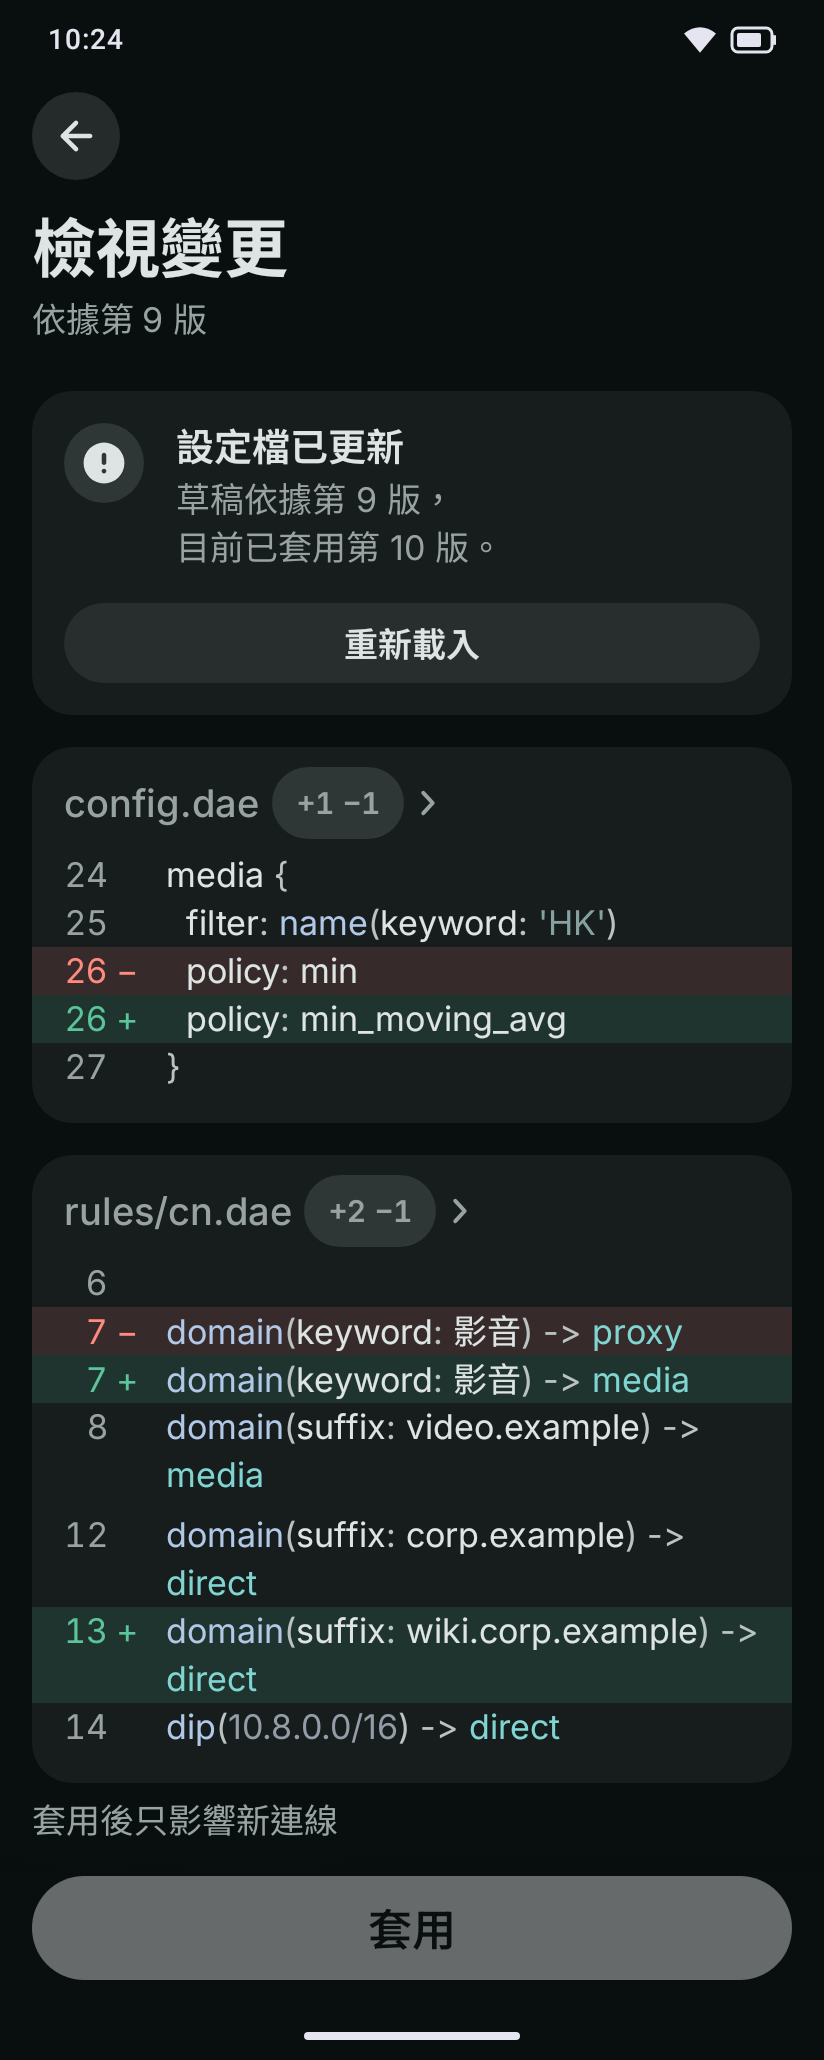 10:24
檢視變更
依據第 9 版
設定檔已更新
草稿依據第 9 版，
目前已套用第 10 版。
重新載入
config.dae +1 −1
24 media {
25 filter: name(keyword: 'HK')
26 − policy: min
26 + policy: min_moving_avg
27 }
rules/cn.dae +2 −1
6
7 − domain(keyword: 影音) -> proxy
7 + domain(keyword: 影音) -> media
8 domain(suffix: video.example) ->
media
12 domain(suffix: corp.example) ->
direct
13 + domain(suffix: wiki.corp.example) ->
direct
14 dip(10.8.0.0/16) -> direct
套用後只影響新連線
套用